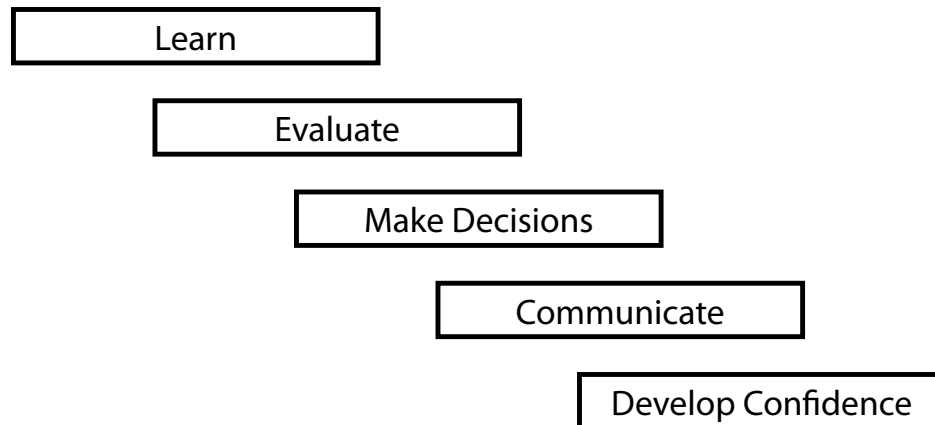 Learn
Evaluate
Make Decisions
Communicate
Develop Confidence